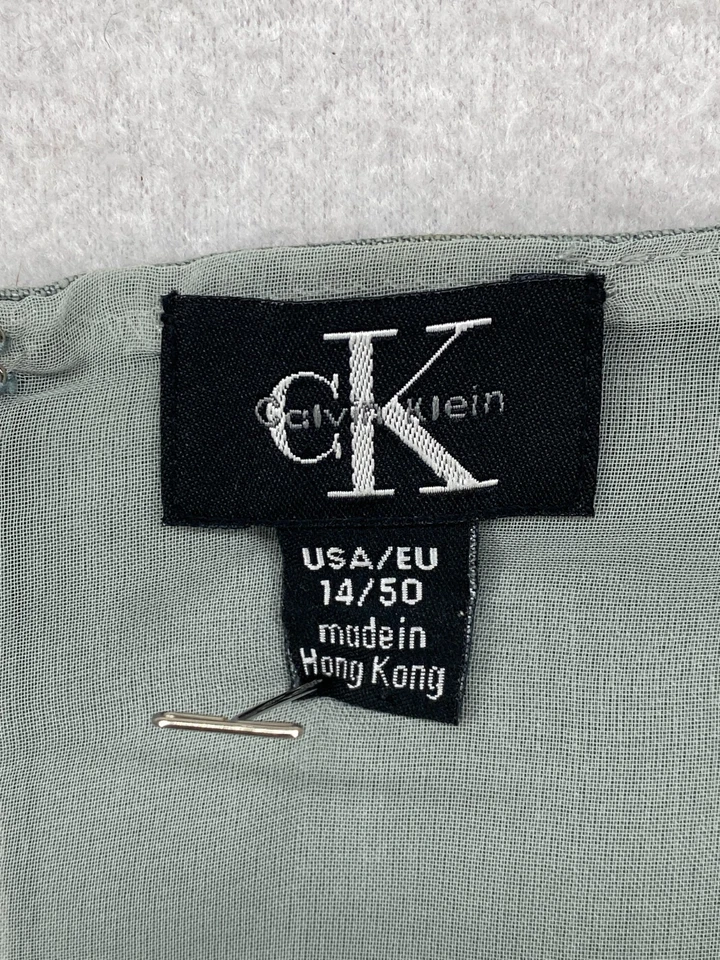 cK
Calvin Klein
USA/EU
14/50
made in
Hong Kong